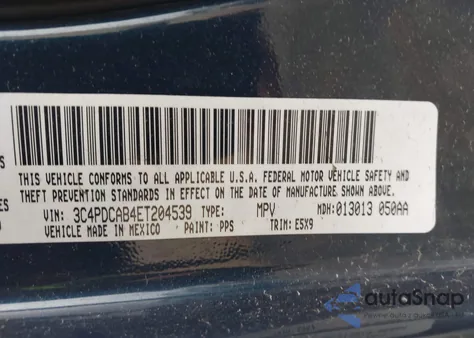 THIS VEHICLE CONFORMS TO ALL APPLICABLE U.S.A. FEDERAL MOTOR VEHICLE SAFETY AND
THEFT PREVENTION STANDARDS IN EFFECT ON THE DATE OF MANUFACTURE SHOWN ABOVE.
VIN: 3C4PDCAB4ET204539 TYPE: MPV MDH: 013013 050AA
VEHICLE MADE IN MEXICO PAINT: PPS TRIM: E5X9
autoSnap